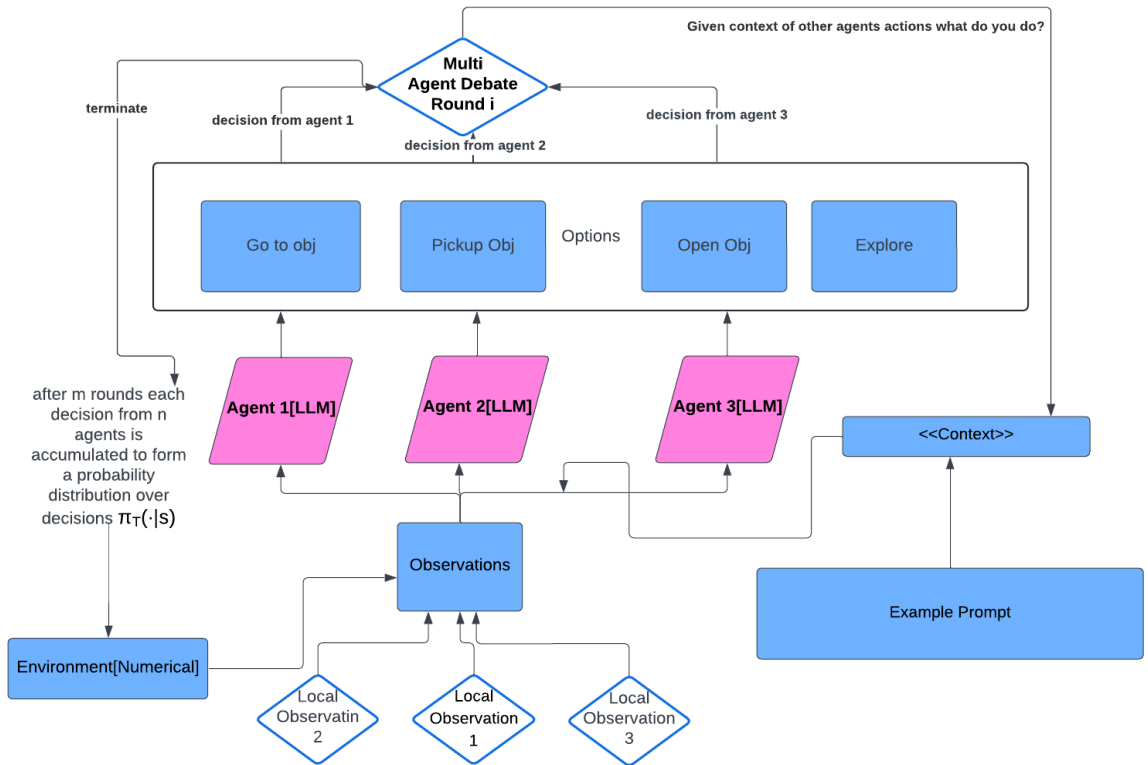 Given context of other agents actions what do you do?
Multi
Agent Debate
Round i
terminate
decision from agent 1
decision from agent 2
decision from agent 3
Go to obj
Pickup Obj
Options
Open Obj
Explore
after m rounds each
decision from n
agents is
accumulated to form
a probability
distribution over
decisions π_T(·|s)
Agent 1[LLM]
Agent 2[LLM]
Agent 3[LLM]
<<Context>>
Observations
Example Prompt
Environment[Numerical]
Local
Observatin
2
Local
Observation
1
Local
Observation
3